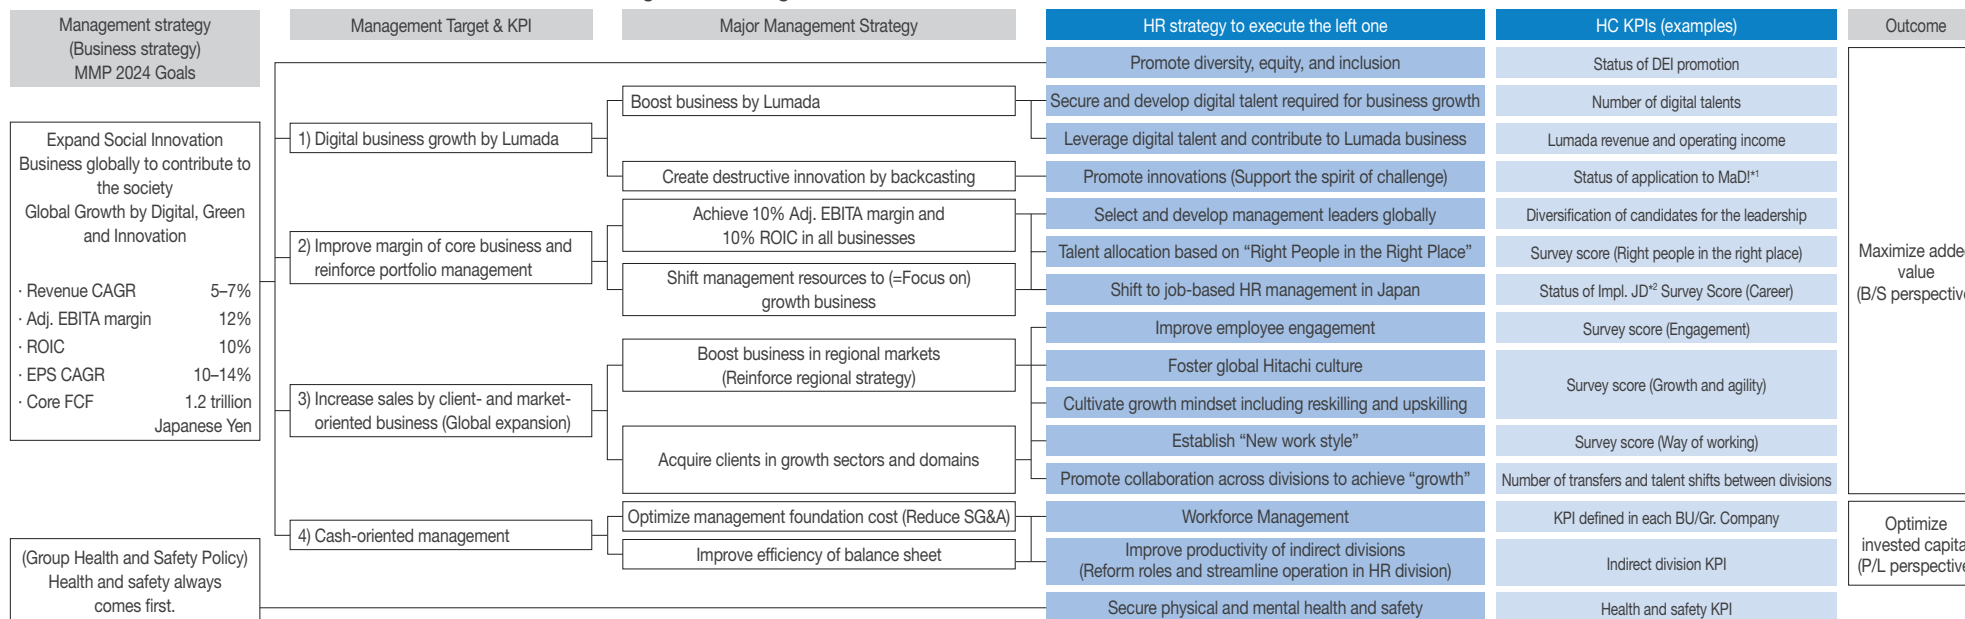 Management strategy
(Business strategy)
MMP 2024 Goals
Management Target & KPI
Major Management Strategy
HR strategy to execute the left one
HC KPIs (examples)
Outcome
Expand Social Innovation
Business globally to contribute to
the society
Global Growth by Digital, Green
and Innovation
· Revenue CAGR 5–7%
· Adj. EBITA margin 12%
· ROIC 10%
· EPS CAGR 10–14%
· Core FCF 1.2 trillion
Japanese Yen
(Group Health and Safety Policy)
Health and safety always
comes first.
1) Digital business growth by Lumada
2) Improve margin of core business and
reinforce portfolio management
3) Increase sales by client- and market-
oriented business (Global expansion)
4) Cash-oriented management
Boost business by Lumada
Create destructive innovation by backcasting
Achieve 10% Adj. EBITA margin and
10% ROIC in all businesses
Shift management resources to (=Focus on)
growth business
Boost business in regional markets
(Reinforce regional strategy)
Acquire clients in growth sectors and domains
Optimize management foundation cost (Reduce SG&A)
Improve efficiency of balance sheet
Promote diversity, equity, and inclusion
Secure and develop digital talent required for business growth
Leverage digital talent and contribute to Lumada business
Promote innovations (Support the spirit of challenge)
Select and develop management leaders globally
Talent allocation based on “Right People in the Right Place”
Shift to job-based HR management in Japan
Improve employee engagement
Foster global Hitachi culture
Cultivate growth mindset including reskilling and upskilling
Establish “New work style”
Promote collaboration across divisions to achieve “growth”
Workforce Management
Improve productivity of indirect divisions
(Reform roles and streamline operation in HR division)
Secure physical and mental health and safety
Status of DEI promotion
Number of digital talents
Lumada revenue and operating income
Status of application to MaD!*1
Diversification of candidates for the leadership
Survey score (Right people in the right place)
Status of Impl. JD*2 Survey Score (Career)
Survey score (Engagement)
Survey score (Growth and agility)
Survey score (Way of working)
Number of transfers and talent shifts between divisions
KPI defined in each BU/Gr. Company
Indirect division KPI
Health and safety KPI
Maximize added
value
(B/S perspective
Optimize
invested capital
(P/L perspective